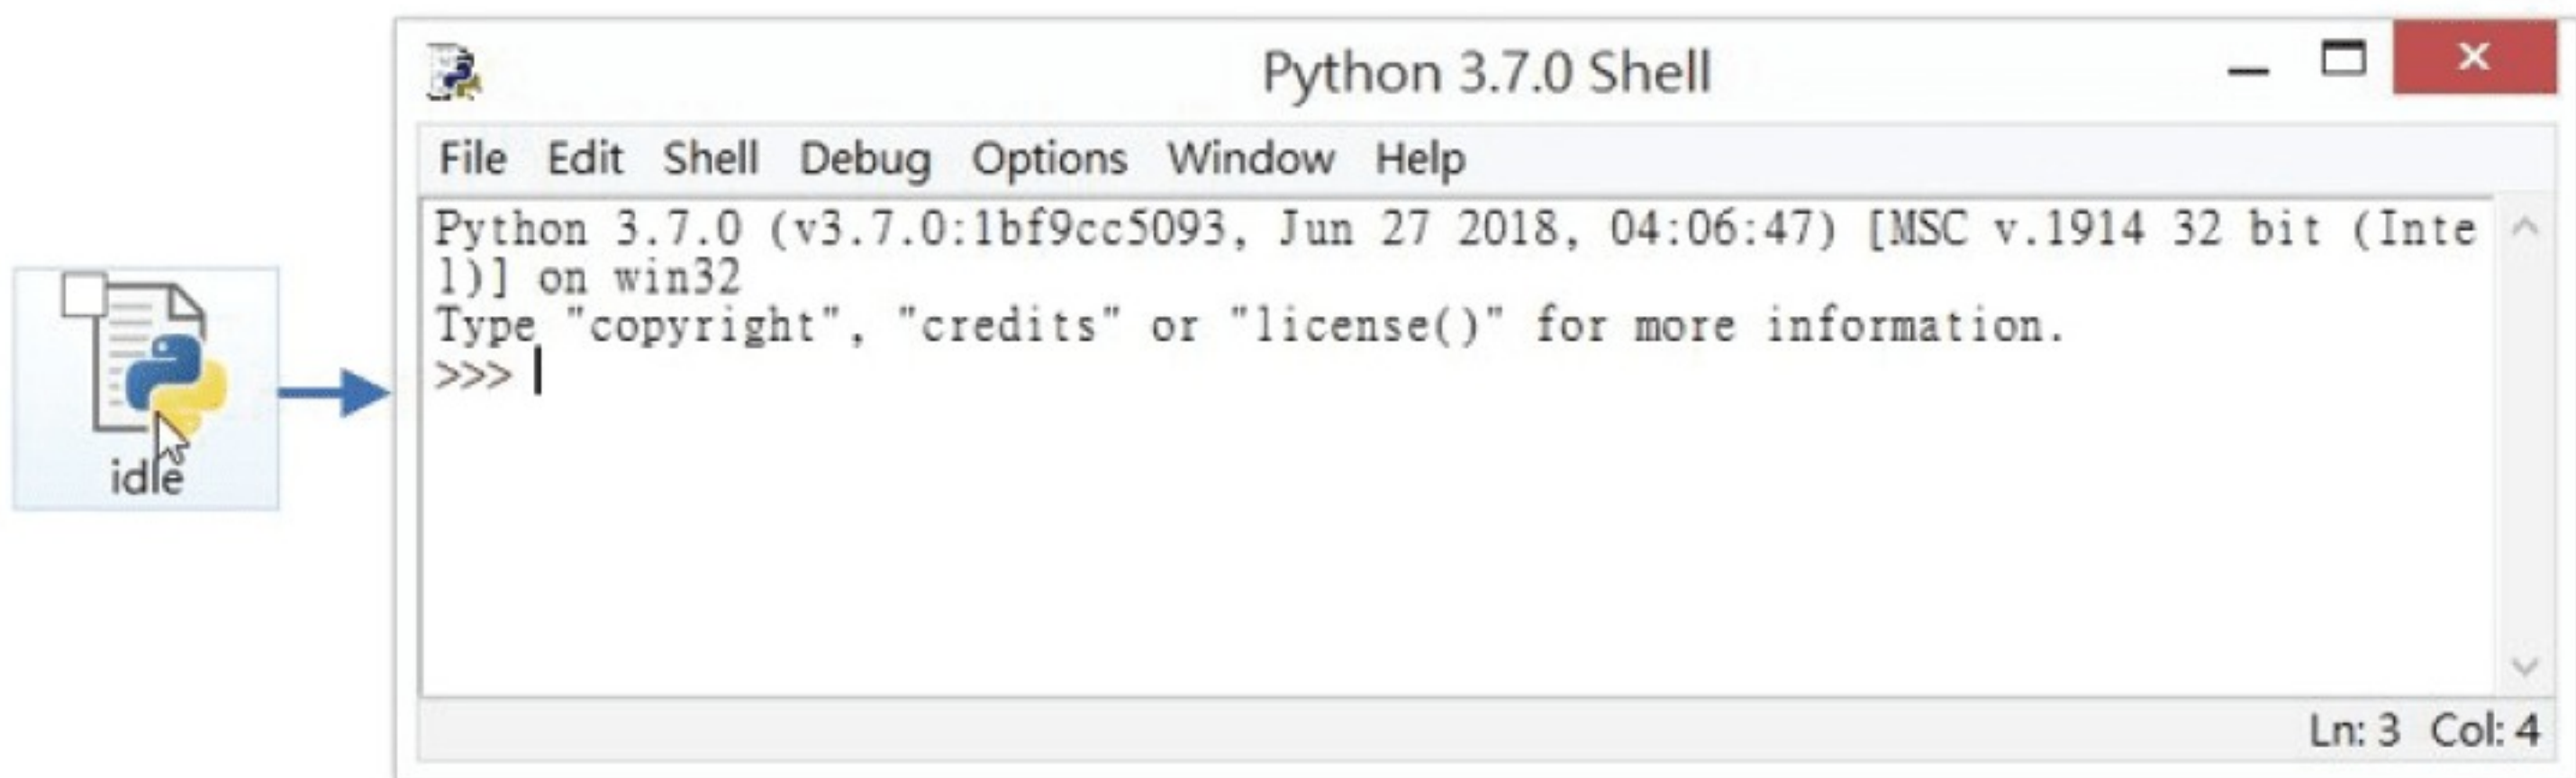 idle
Python 3.7.0 Shell
File Edit Shell Debug Options Window Help
Python 3.7.0 (v3.7.0:1bf9cc5093, Jun 27 2018, 04:06:47) [MSC v.1914 32 bit (Inte
l)] on win32
Type "copyright", "credits" or "license()" for more information.
>>>
Ln: 3 Col: 4